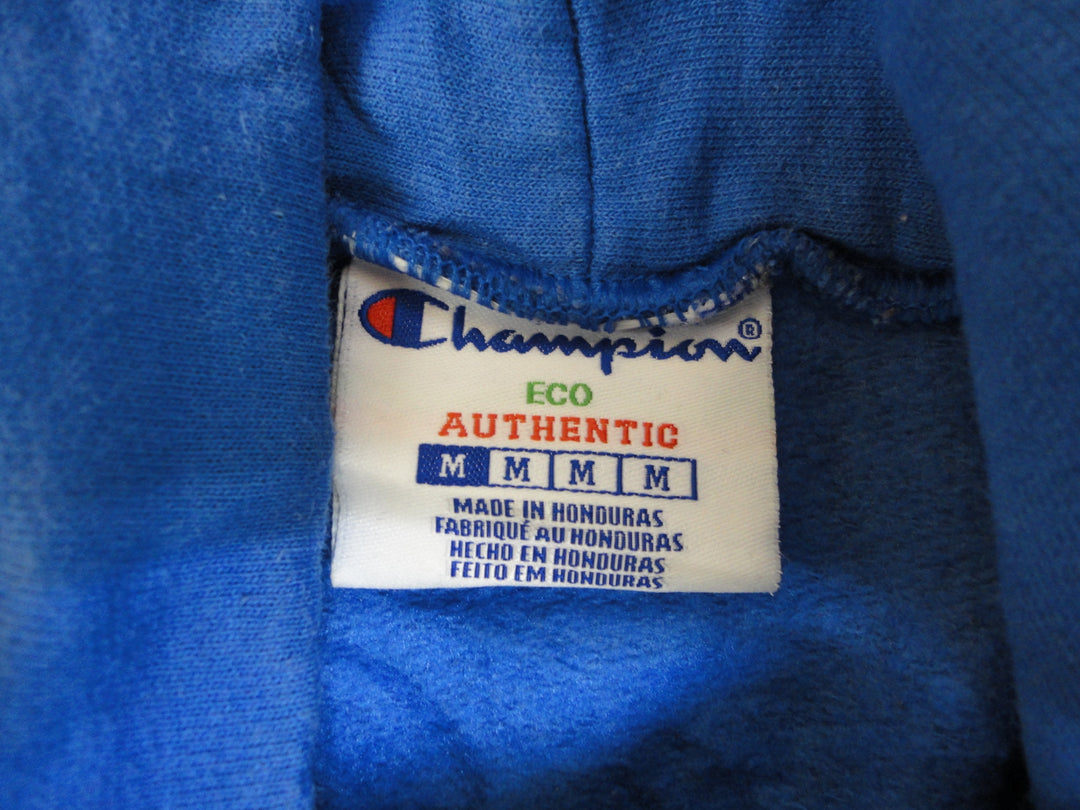 Champion®
ECO
AUTHENTIC
M M M M
MADE IN HONDURAS
FABRIQUÉ AU HONDURAS
HECHO EN HONDURAS
FEITO EM HONDURAS